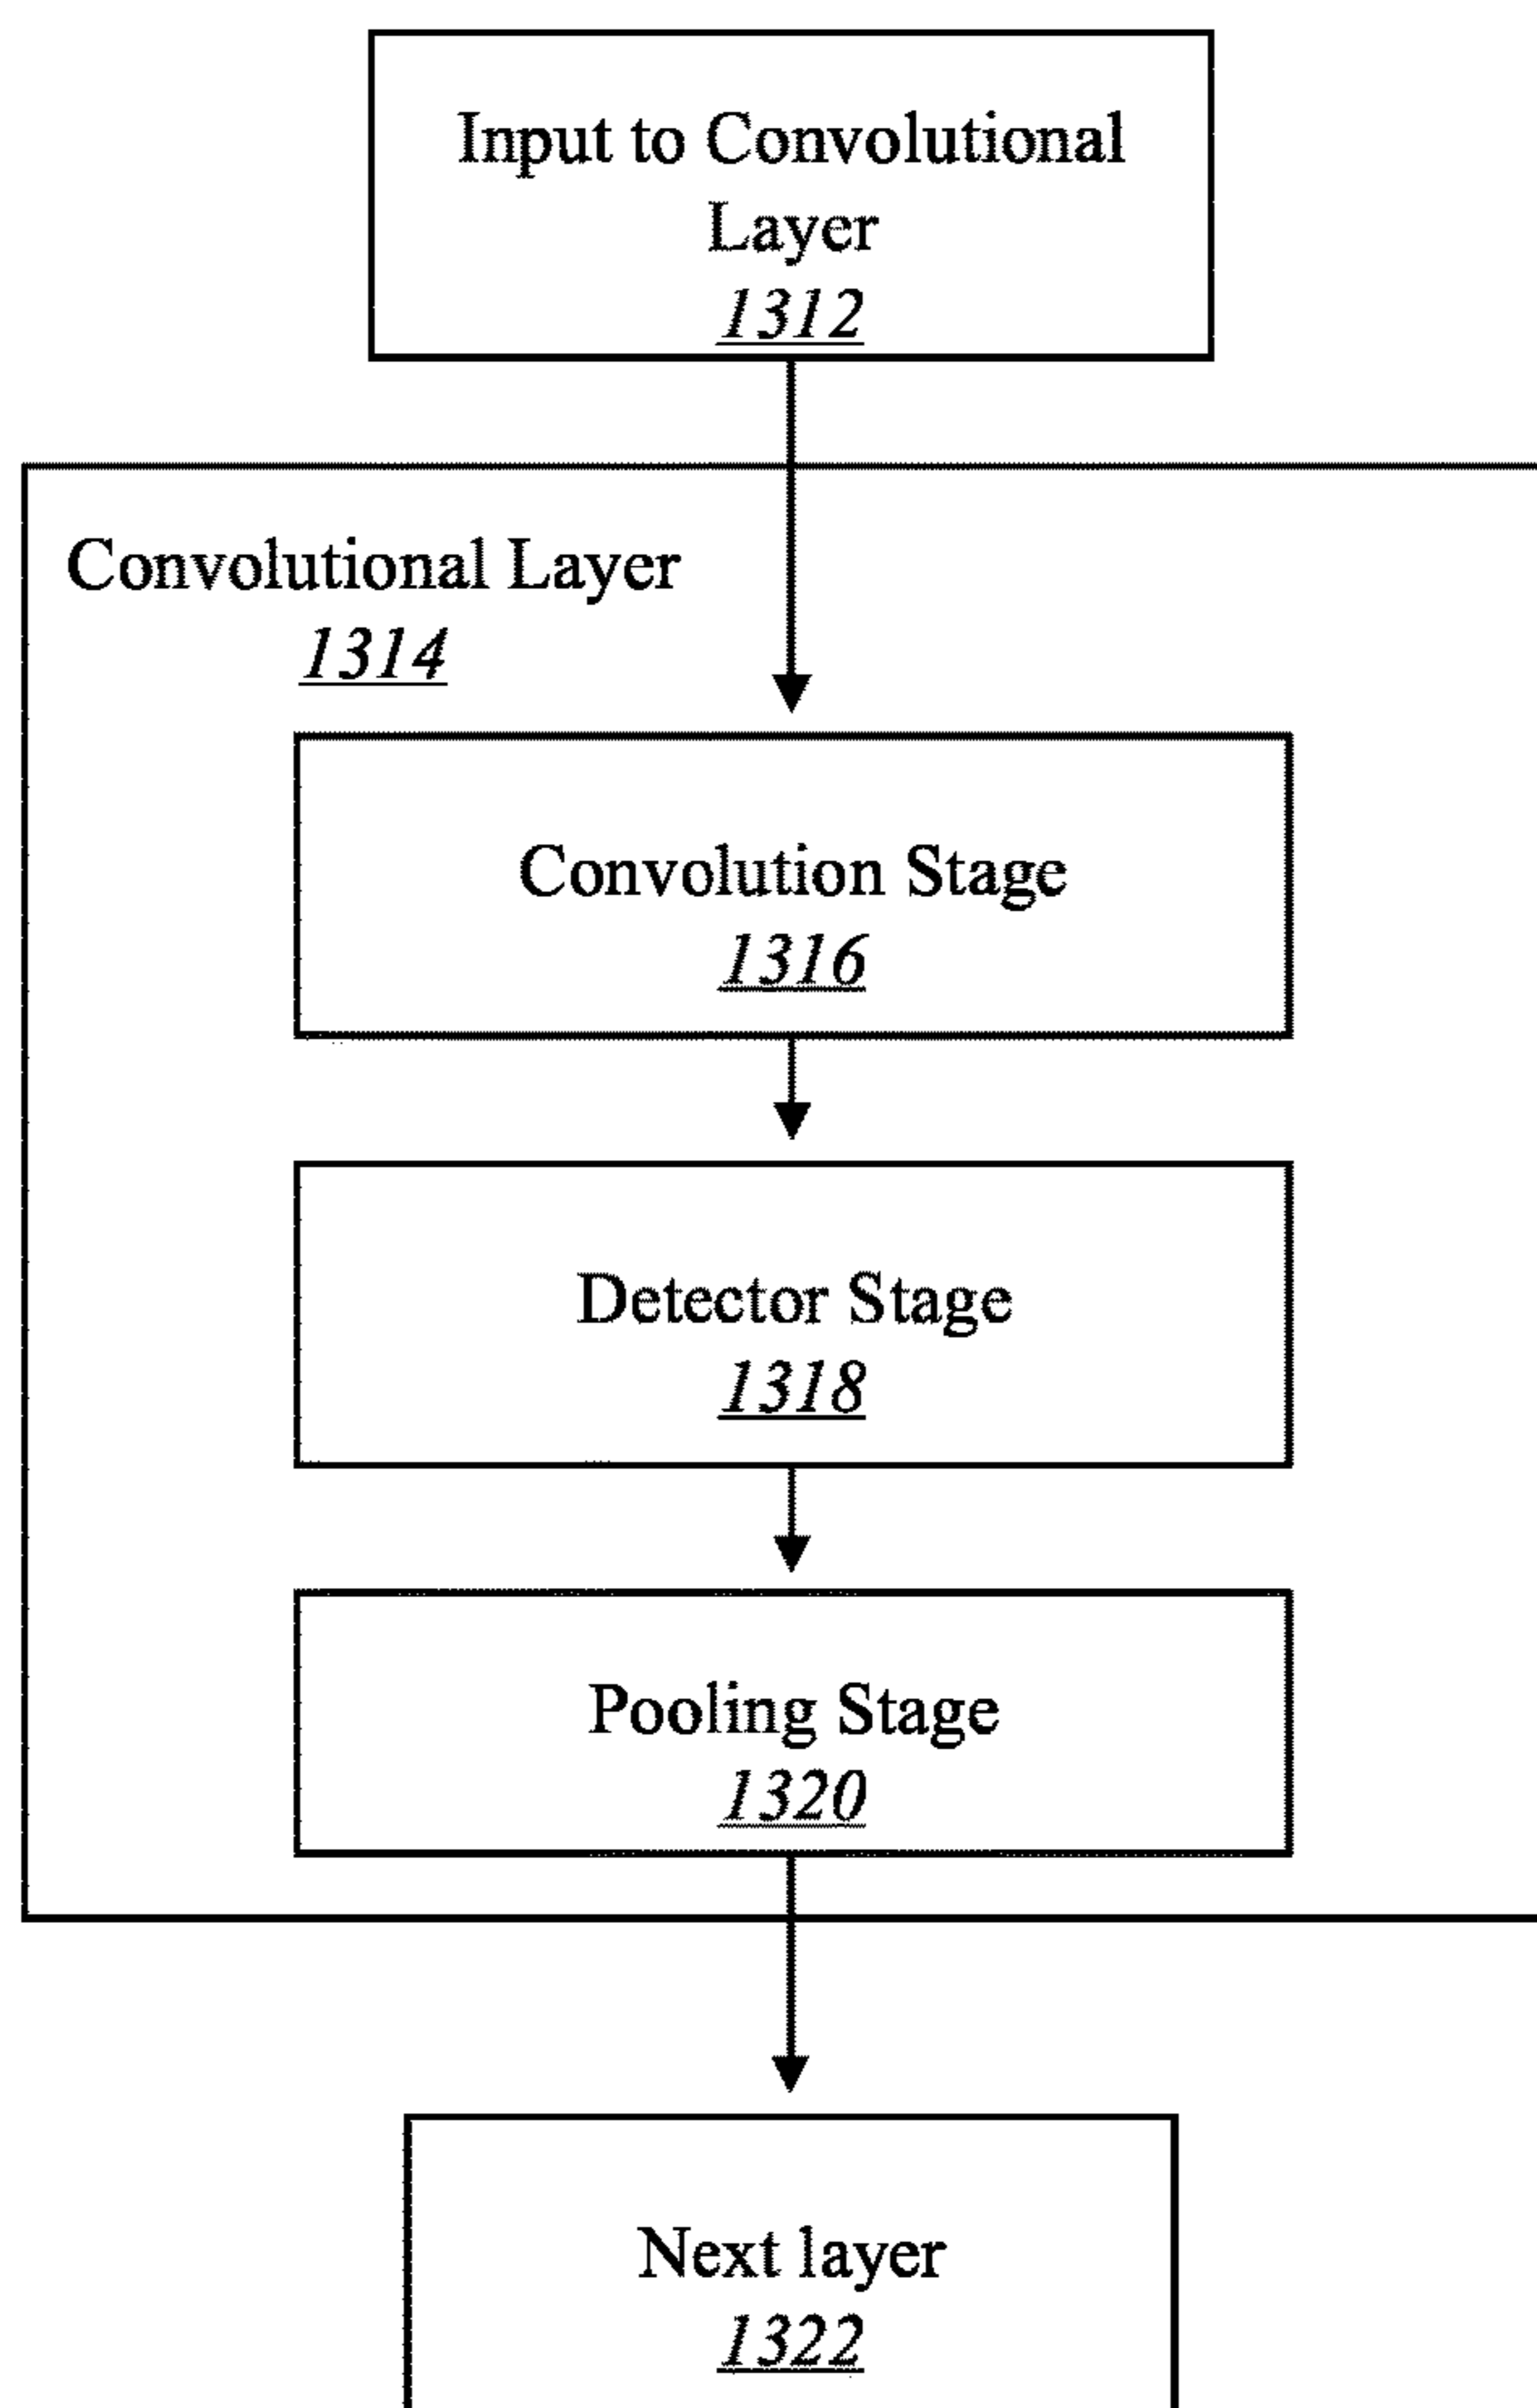 Input to Convolutional
Layer
1312
Convolutional Layer
1314
Convolution Stage
1316
Detector Stage
1318
Pooling Stage
1320
Next layer
1322